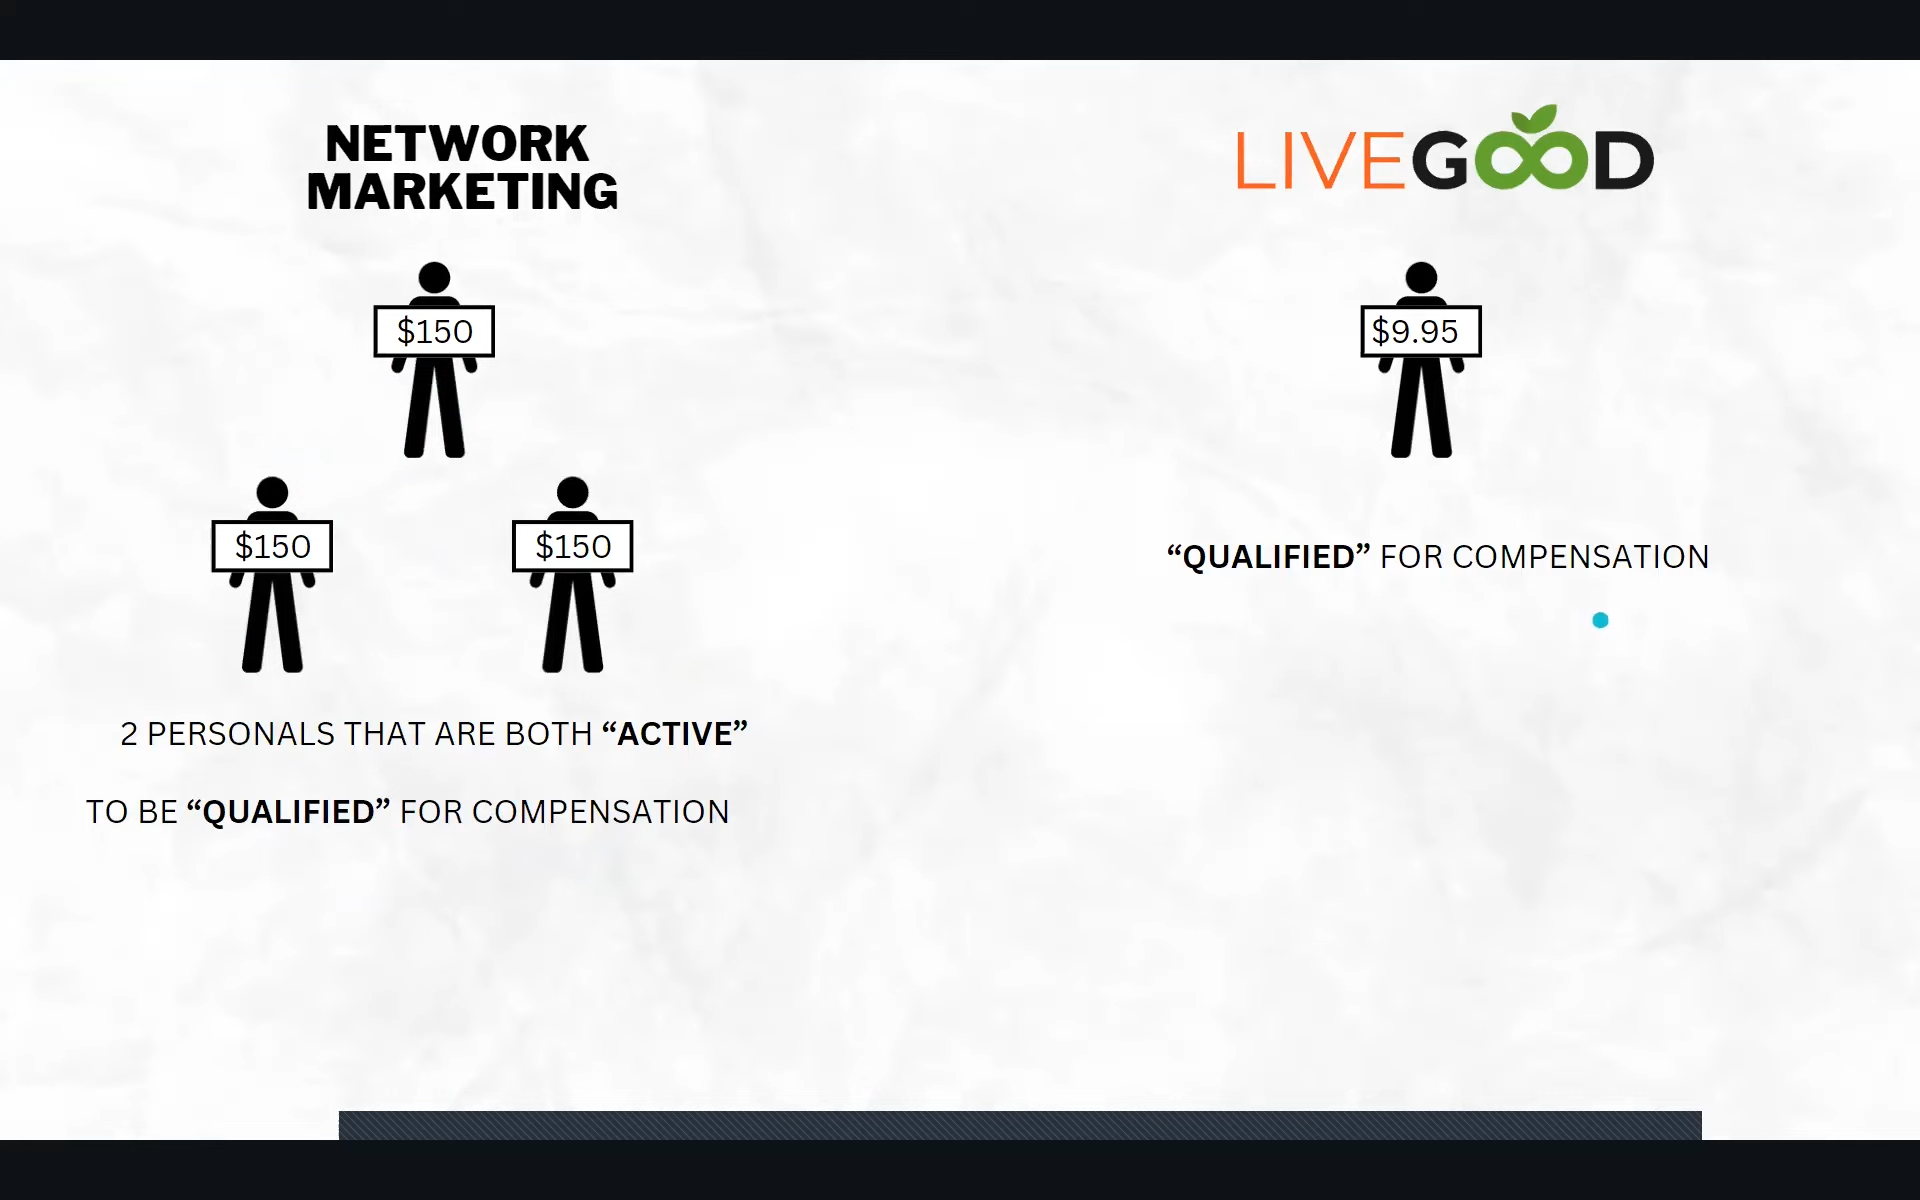 NETWORK
MARKETING
$150
$150
$150
2 PERSONALS THAT ARE BOTH “ACTIVE”
TO BE “QUALIFIED” FOR COMPENSATION
LIVEGOOD
$9.95
“QUALIFIED” FOR COMPENSATION